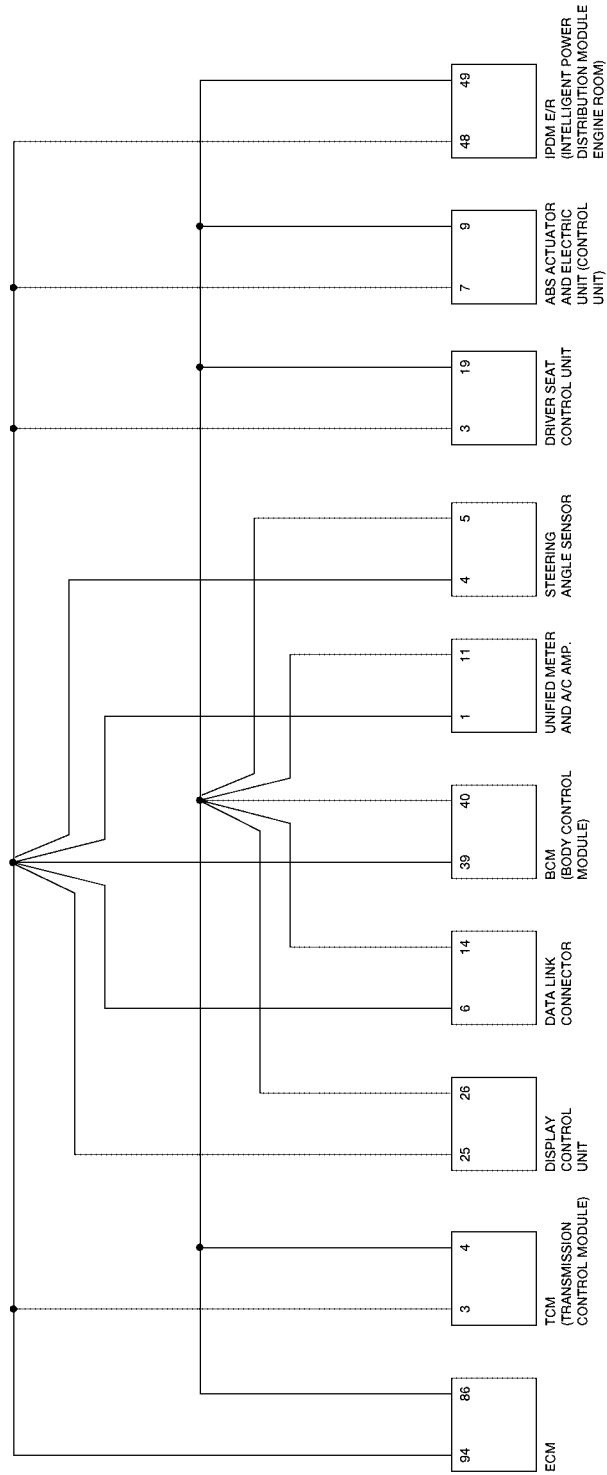 94 86
ECM
3 4
TCM
(TRANSMISSION
CONTROL MODULE)
25 26
DISPLAY
CONTROL
UNIT
6 14
DATA LINK
CONNECTOR
39 40
BCM
(BODY CONTROL
MODULE)
1 11
UNIFIED METER
AND A/C AMP.
4 5
STEERING
ANGLE SENSOR
3 19
DRIVER SEAT
CONTROL UNIT
7 9
ABS ACTUATOR
AND ELECTRIC
UNIT (CONTROL
UNIT)
48 49
IPDM E/R
(INTELLIGENT POWER
DISTRIBUTION MODULE
ENGINE ROOM)